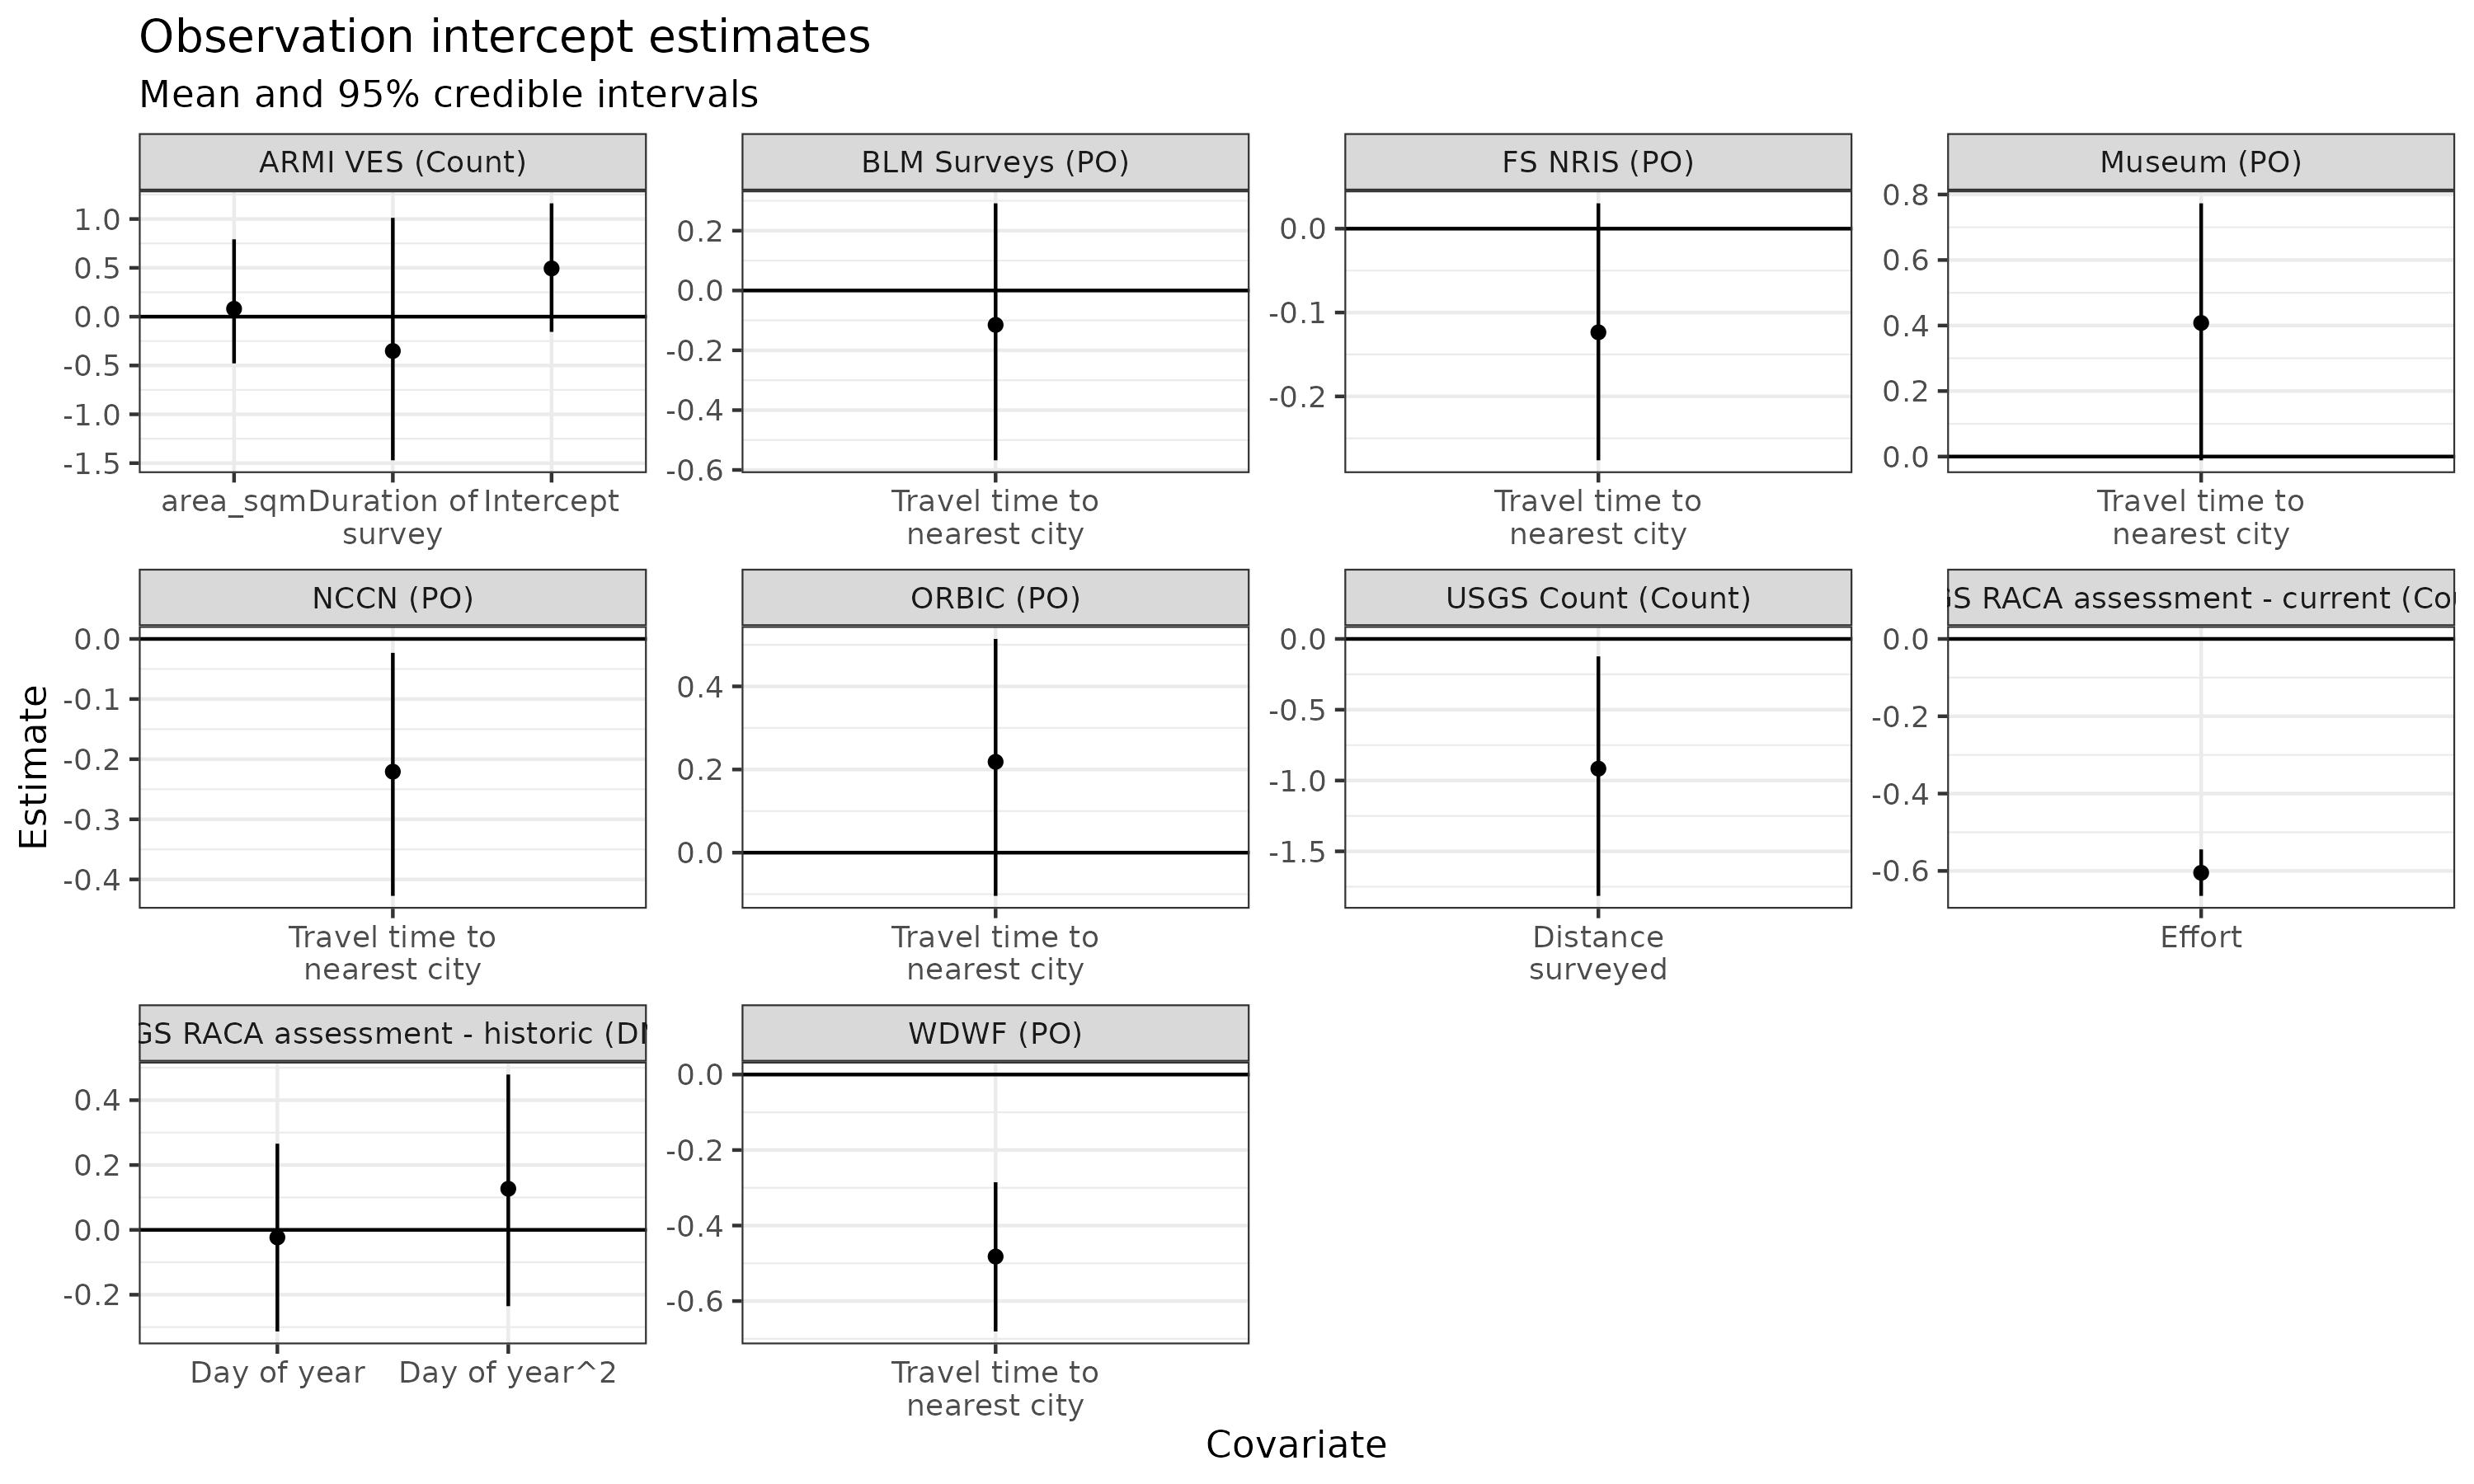 Observation intercept estimates
Mean and 95% credible intervals
ARMI VES (Count)
BLM Surveys (PO)
FS NRIS (PO)
Museum (PO)
1.0
0.5
0.0
-0.5
-1.0
-1.5
0.2
0.0
-0.2
-0.4
-0.6
0.0
-0.1
-0.2
0.8
0.6
0.4
0.2
0.0
area_sqm
Duration of
survey
Intercept
Travel time to
nearest city
Travel time to
nearest city
Travel time to
nearest city
NCCN (PO)
ORBIC (PO)
USGS Count (Count)
GS RACA assessment - current (Cou
Estimate
0.0
-0.1
-0.2
-0.3
-0.4
0.4
0.2
0.0
0.0
-0.5
-1.0
-1.5
0.0
-0.2
-0.4
-0.6
Travel time to
nearest city
Travel time to
nearest city
Distance
surveyed
Effort
GS RACA assessment - historic (DN
WDWF (PO)
0.4
0.2
0.0
-0.2
0.0
-0.2
-0.4
-0.6
Day of year
Day of year^2
Travel time to
nearest city
Covariate